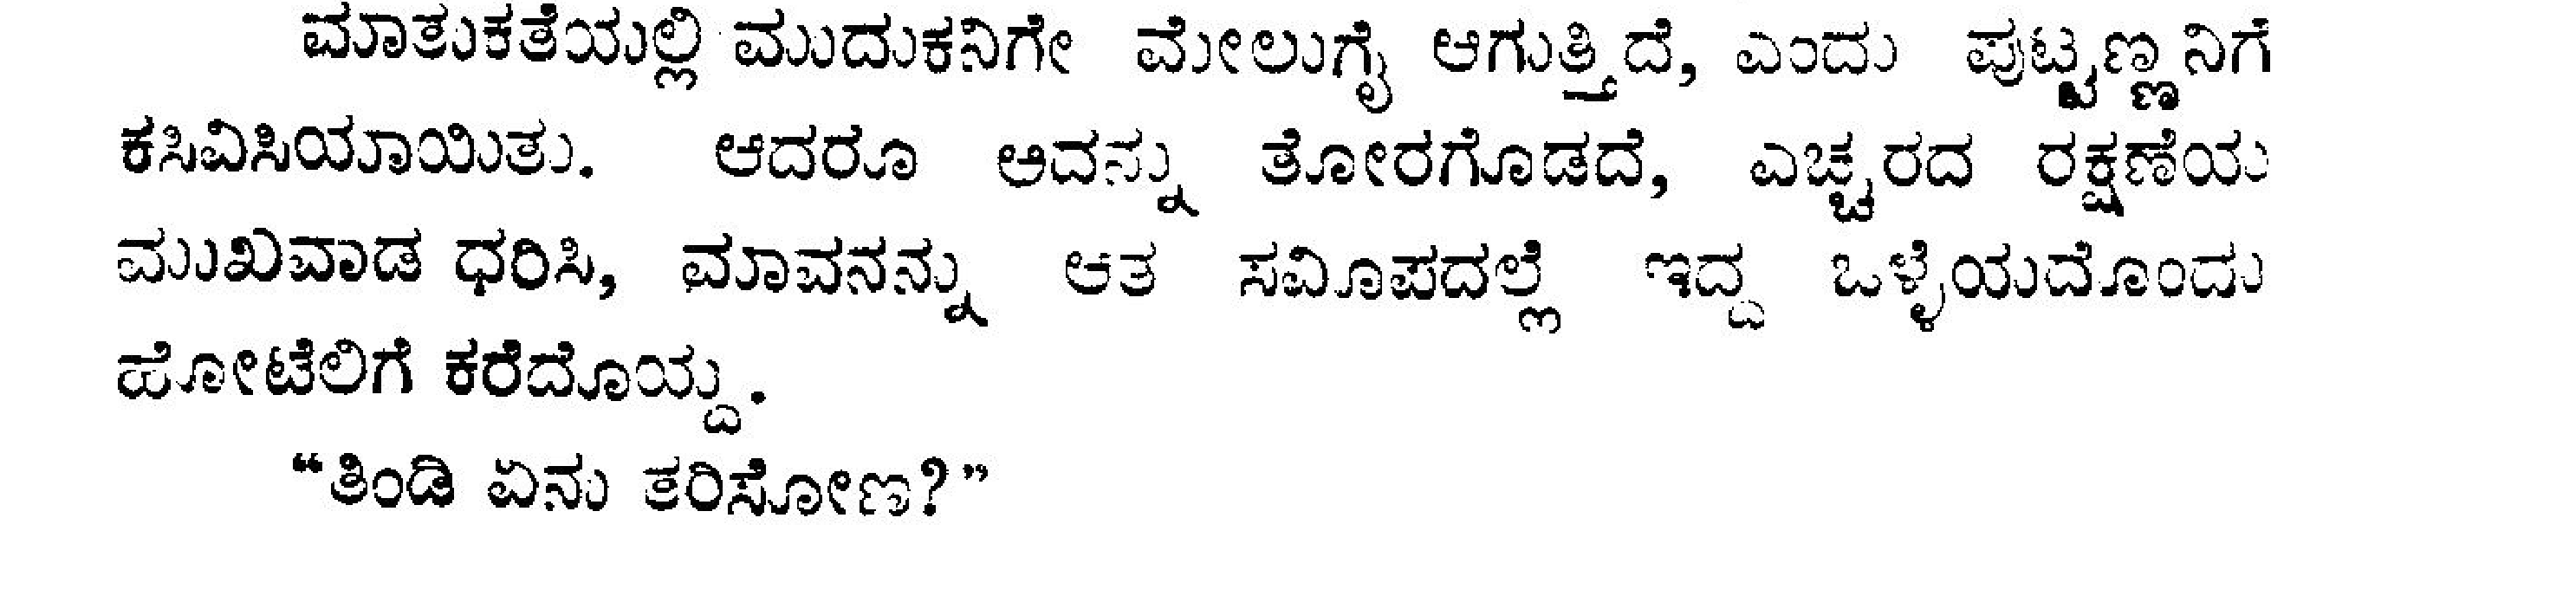 ಮಾತುಕತೆಯಲ್ಲಿ ಮುದುಕನಿಗೇ ಮೇಲುಗೈ ಆಗುತ್ತಿದೆ, ಎಂದು ಪುಟ್ಟಣ್ಣನಿಗೆ
ಕಸಿವಿಸಿಯಾಯಿತು. ಆದರೂ ಅದನ್ನು ತೋರಗೊಡದೆ, ಎಚ್ಚರದ ರಕ್ಷಣೆಯ
ಮುಖವಾಡ ಧರಿಸಿ, ಮಾವನನ್ನು ಆತ ಸಮೀಪದಲ್ಲೆ ಇದ್ದ ಒಳ್ಳೆಯದೊಂದು
ಹೋಟೆಲಿಗೆ ಕರೆದೊಯ್ದ.
“ತಿಂಡಿ ಏನು ತರಿಸೋಣ?”